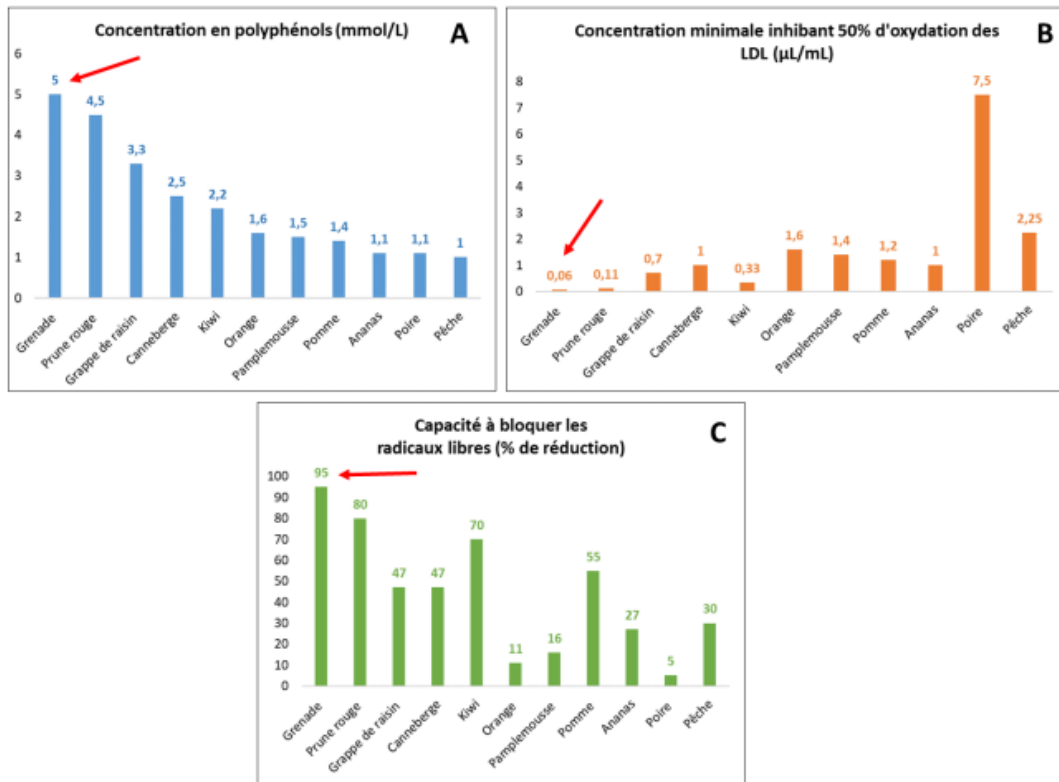 Concentration en polyphénols (mmol/L)
A
6
5
4
3
2
1
0
5
4,5
3,3
2,5
2,2
1,6
1,5
1,4
1,1
1,1
1
Grenade
Prune rouge
Grappe de raisin
Canneberge
Kiwi
Orange
Pamplemousse
Pomme
Ananas
Poire
Pêche
Concentration minimale inhibant 50% d'oxydation des
LDL (µL/mL)
B
8
7
6
5
4
3
2
1
0
0,06
0,11
0,7
1
0,33
1,6
1,4
1,2
1
7,5
2,25
Grenade
Prune rouge
Grappe de raisin
Canneberge
Kiwi
Orange
Pamplemousse
Pomme
Ananas
Poire
Pêche
Capacité à bloquer les
radicaux libres (% de réduction)
C
100
90
80
70
60
50
40
30
20
10
0
95
80
47
47
70
11
16
55
27
5
30
Grenade
Prune rouge
Grappe de raisin
Canneberge
Kiwi
Orange
Pamplemousse
Pomme
Ananas
Poire
Pêche